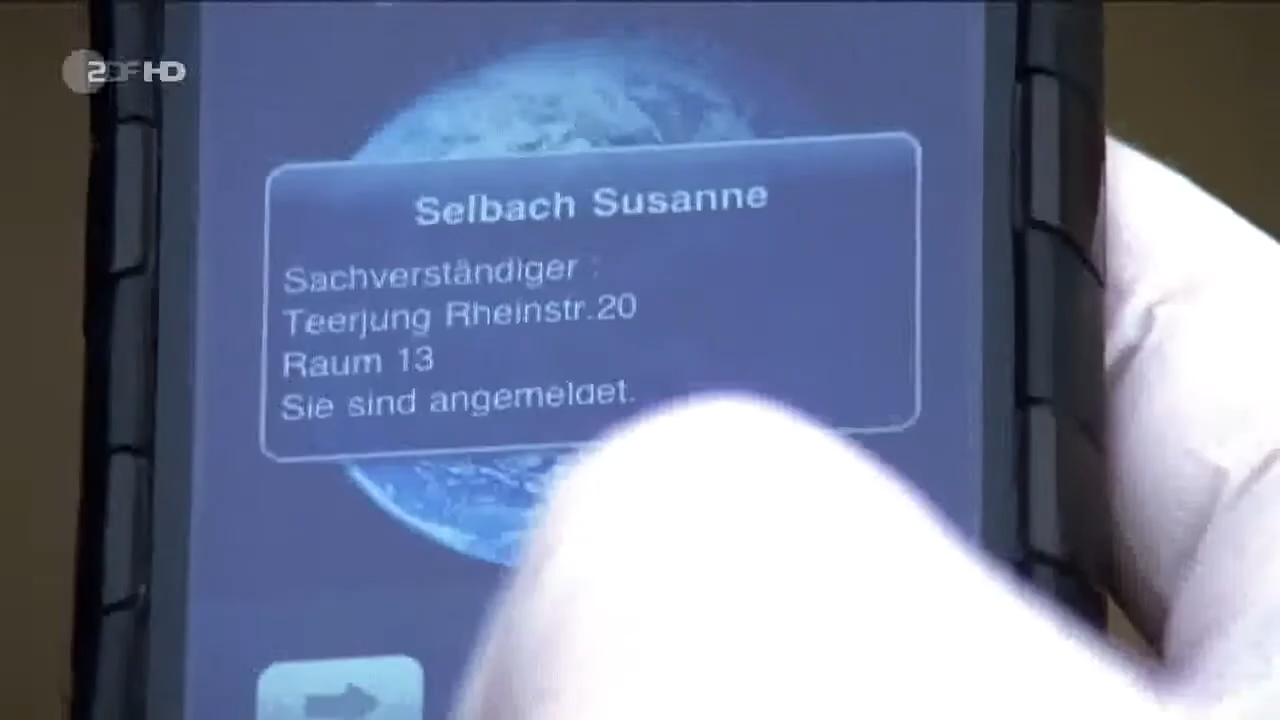 ZDF HD
Selbach Susanne
Sachverständiger :
Teerjung Rheinstr.20
Raum 13
Sie sind angemeldet.